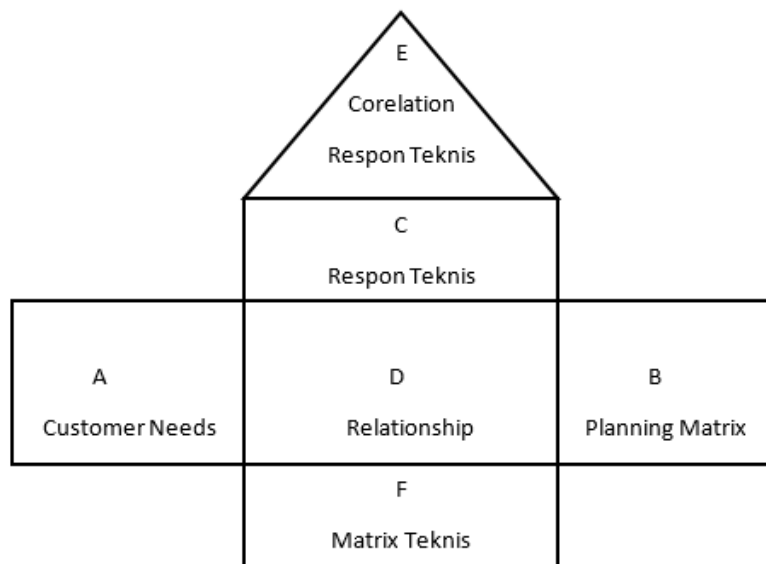 E
Corelation
Respon Teknis
C
Respon Teknis
A
Customer Needs
D
Relationship
B
Planning Matrix
F
Matrix Teknis